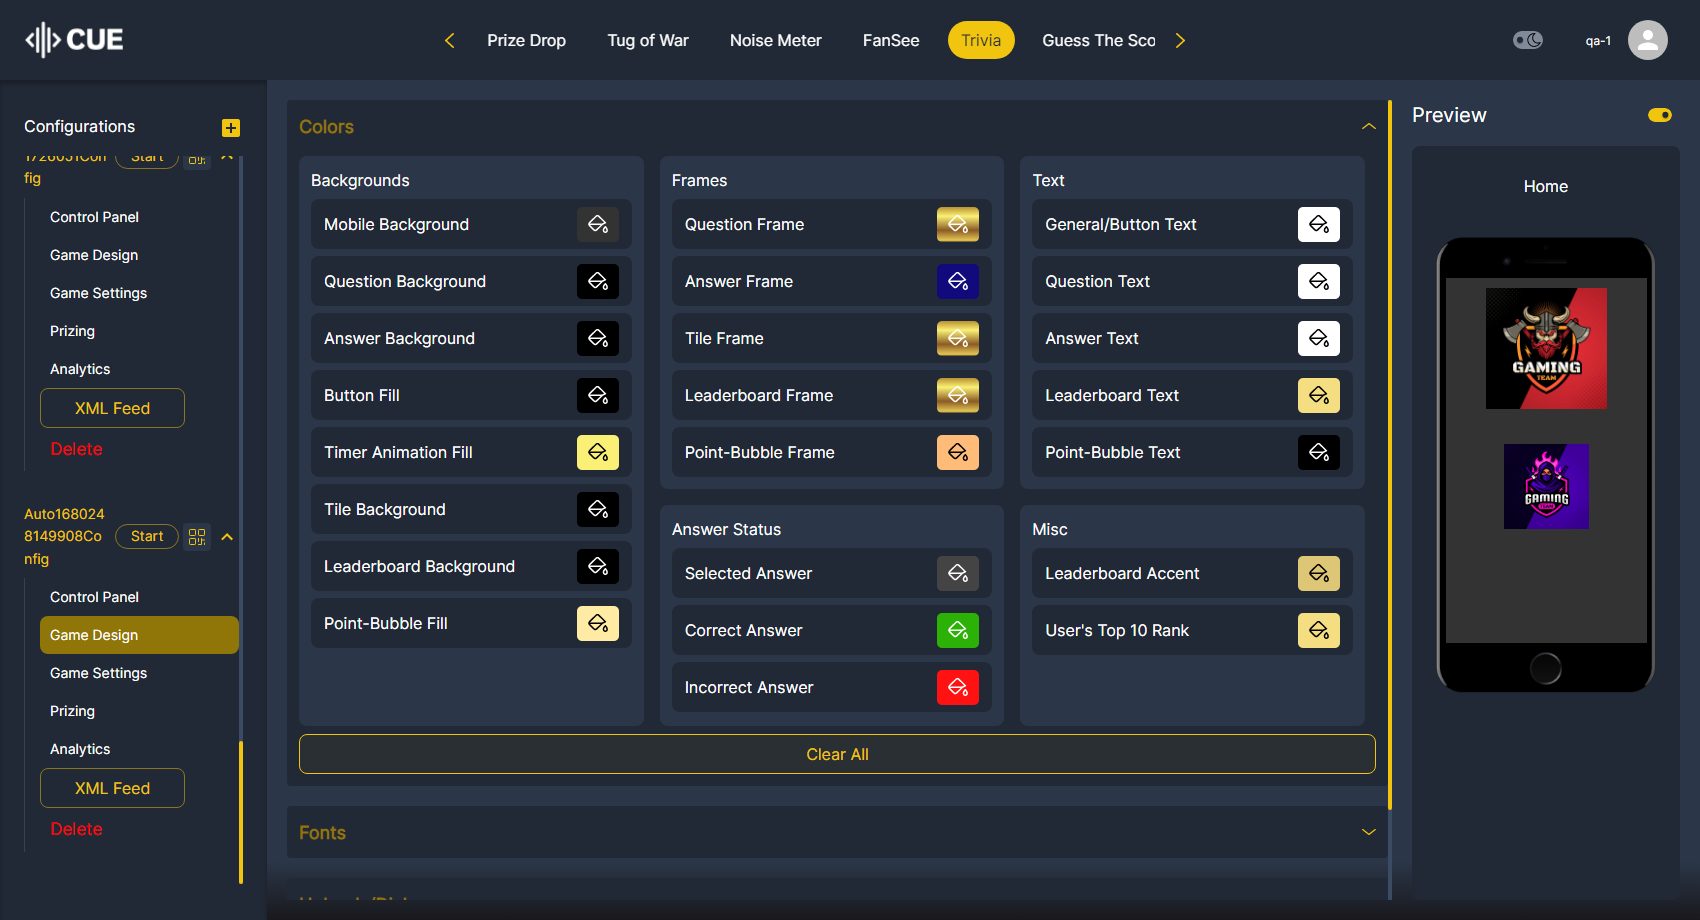 CUE
Prize Drop
Tug of War
Noise Meter
FanSee
Trivia
Guess The Sco
qa-1
Configurations
Start
fig
Control Panel
Game Design
Game Settings
Prizing
Analytics
XML Feed
Delete
Auto168024
8149908Co
nfig
Start
Control Panel
Game Design
Game Settings
Prizing
Analytics
XML Feed
Delete
Colors
Backgrounds
Mobile Background
Question Background
Answer Background
Button Fill
Timer Animation Fill
Tile Background
Leaderboard Background
Point-Bubble Fill
Frames
Question Frame
Answer Frame
Tile Frame
Leaderboard Frame
Point-Bubble Frame
Text
General/Button Text
Question Text
Answer Text
Leaderboard Text
Point-Bubble Text
Answer Status
Selected Answer
Correct Answer
Incorrect Answer
Misc
Leaderboard Accent
User's Top 10 Rank
Clear All
Fonts
Preview
Home
GAMING
TEAM
GAMING
TEAM